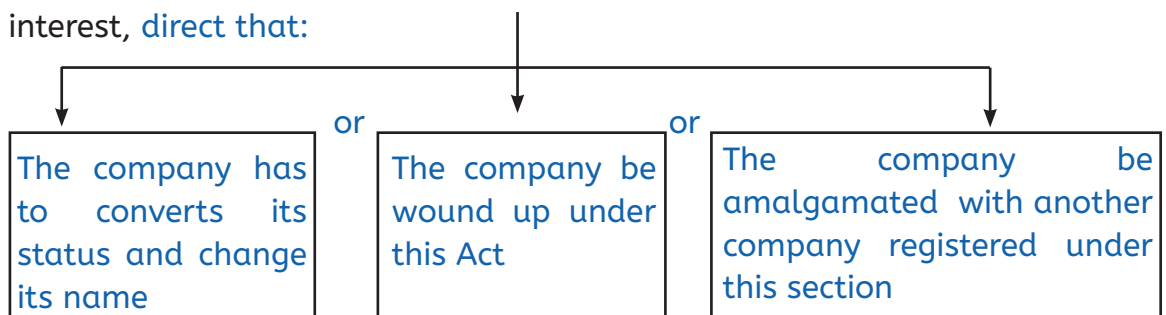 interest, direct that:
or
or
The company has
to converts its
status and change
its name
The company be
wound up under
this Act
The company be
amalgamated with another
company registered under
this section